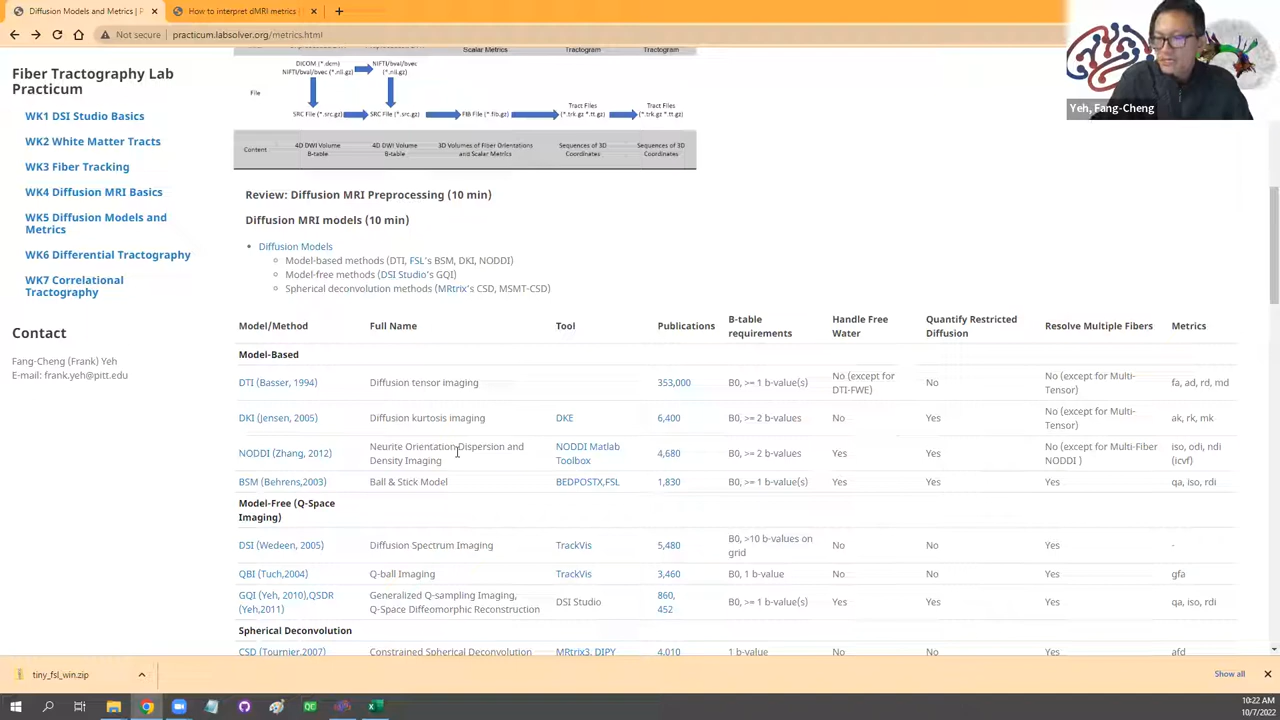 Diffusion Models and Metrics | P
How to interpret dMRI metrics
Not secure | practicum.labsolver.org/metrics.html
Yeh, Fang-Cheng
Fiber Tractography Lab
Practicum
WK1 DSI Studio Basics
WK2 White Matter Tracts
WK3 Fiber Tracking
WK4 Diffusion MRI Basics
WK5 Diffusion Models and
Metrics
WK6 Differential Tractography
WK7 Correlational
Tractography
Contact
Fang-Cheng (Frank) Yeh
E-mail: frank.yeh@pitt.edu
Scalar Metrics Tractogram Tractogram
File
DICOM (*.dcm)
NIFTI/bval/bvec
(*.nii.gz)
NIFTI/bval/bvec
(*.nii.gz)
SRC File (*.src.gz) SRC File (*.src.gz) FIB File (*.fib.gz)
Tract Files
(*.trk.gz *.tt.gz)
Tract Files
(*.trk.gz *.tt.gz)
Content
4D DWI Volume
B-table
4D DWI Volume
B-table
3D Volumes of Fiber Orientations
and Scalar Metrics
Sequences of 3D
Coordinates
Sequences of 3D
Coordinates
Review: Diffusion MRI Preprocessing (10 min)
Diffusion MRI models (10 min)
Diffusion Models
Model-based methods (DTI, FSL's BSM, DKI, NODDI)
Model-free methods (DSI Studio's GQI)
Spherical deconvolution methods (MRtrix's CSD, MSMT-CSD)
Model/Method Full Name Tool Publications B-table requirements Handle Free Water Quantify Restricted Diffusion Resolve Multiple Fibers Metrics
Model-Based
DTI (Basser, 1994) Diffusion tensor imaging 353,000 B0, >= 1 b-value(s) No (except for DTI-FWE) No No (except for Multi-Tensor) fa, ad, rd, md
DKI (Jensen, 2005) Diffusion kurtosis imaging DKE 6,400 B0, >= 2 b-values No Yes No (except for Multi-Tensor) ak, rk, mk
NODDI (Zhang, 2012) Neurite Orientation Dispersion and Density Imaging NODDI Matlab Toolbox 4,680 B0, >= 2 b-values Yes Yes No (except for Multi-Fiber NODDI ) iso, odi, ndi (icvf)
BSM (Behrens,2003) Ball & Stick Model BEDPOSTX,FSL 1,830 B0, >= 1 b-value(s) Yes Yes Yes qa, iso, rdi
Model-Free (Q-Space Imaging)
DSI (Wedeen, 2005) Diffusion Spectrum Imaging TrackVis 5,480 B0, >10 b-values on grid No No Yes -
QBI (Tuch,2004) Q-ball Imaging TrackVis 3,460 B0, 1 b-value No No Yes gfa
GQI (Yeh, 2010),QSDR (Yeh,2011) Generalized Q-sampling Imaging, Q-Space Diffeomorphic Reconstruction DSI Studio 860, 452 B0, >= 1 b-value(s) Yes Yes Yes qa, iso, rdi
Spherical Deconvolution
CSD (Tournier,2007) Constrained Spherical Deconvolution MRtrix3, DIPY 4,010 1 b-value No No Yes afd
tiny_fsl_win.zip
Show all
10:22 AM
10/7/2022